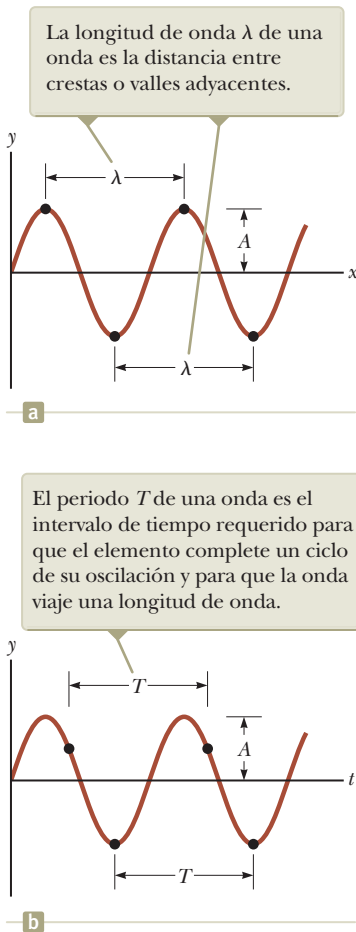 La longitud de onda λ de una
onda es la distancia entre
crestas o valles adyacentes.
y
λ
A
x
λ
a
El periodo T de una onda es el
intervalo de tiempo requerido para
que el elemento complete un ciclo
de su oscilación y para que la onda
viaje una longitud de onda.
y
T
A
t
T
b